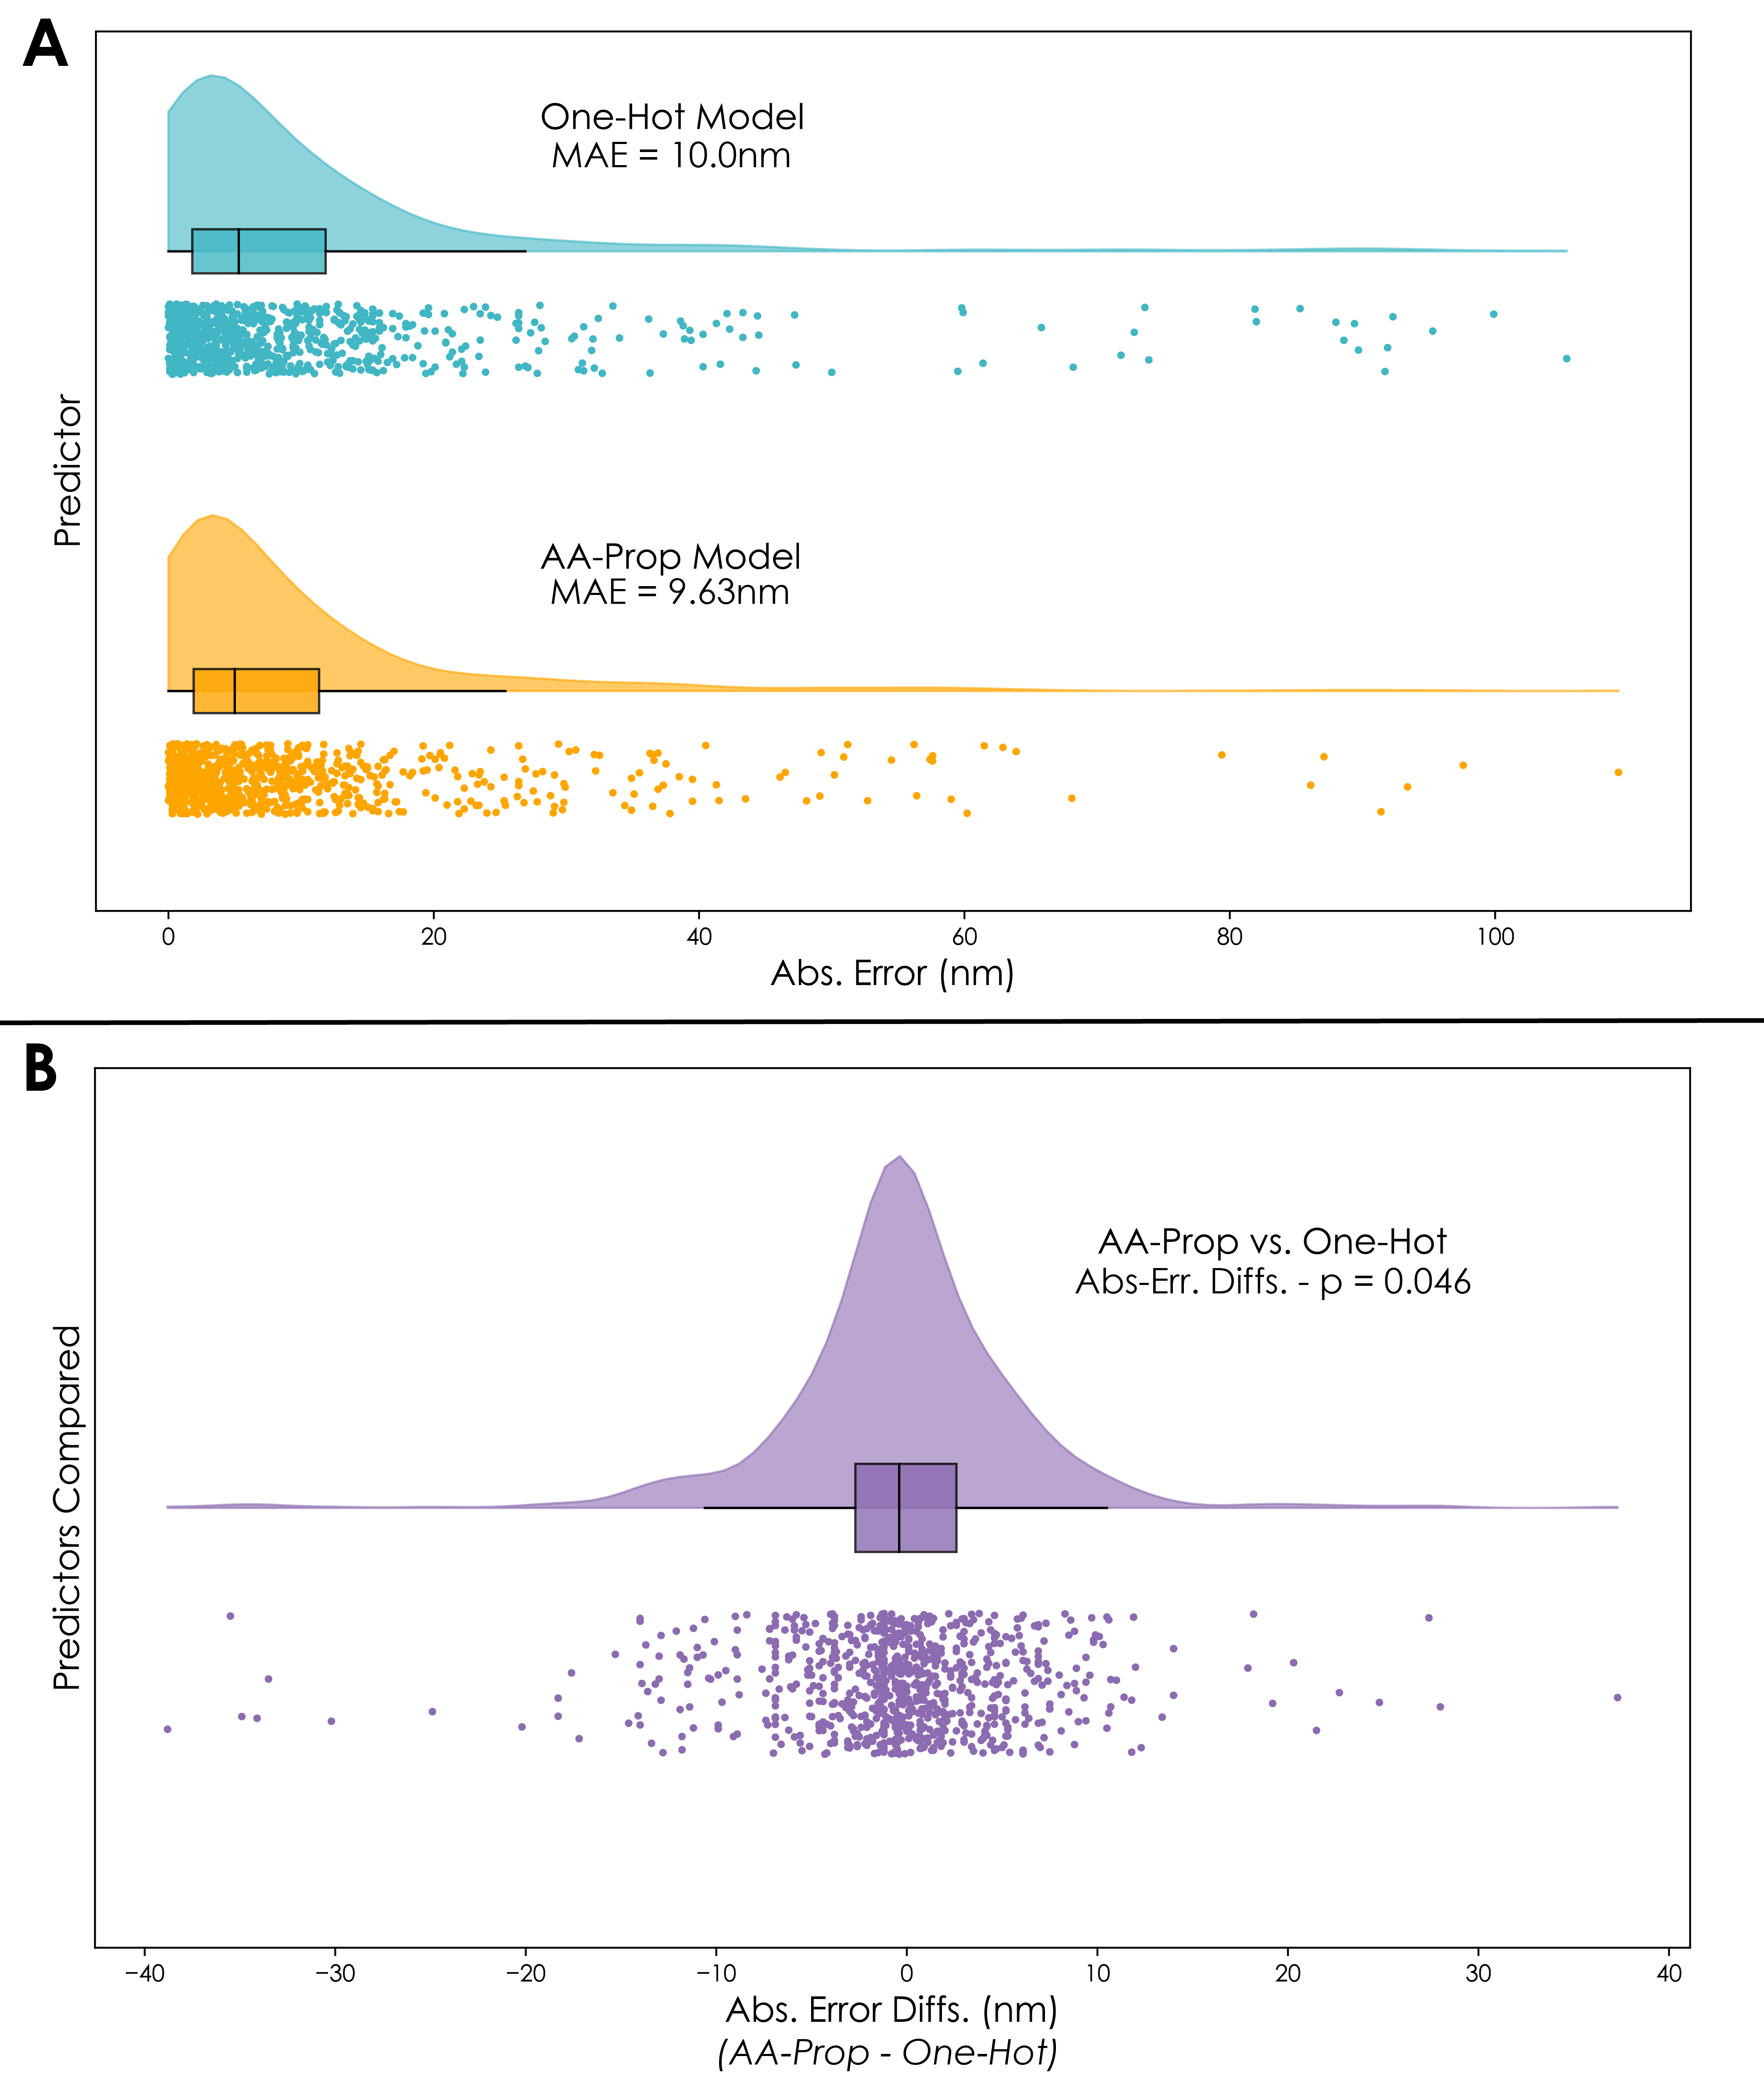 A
One-Hot Model
MAE = 10.0nm
Predictor
AA-Prop Model
MAE = 9.63nm
0 20 40 60 80 100
Abs. Error (nm)
B
AA-Prop vs. One-Hot
Abs-Err. Diffs. - p = 0.046
Predictors Compared
−40 −30 −20 −10 0 10 20 30 40
Abs. Error Diffs. (nm)
(AA-Prop - One-Hot)